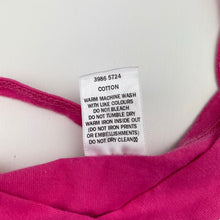 3986 5724
COTTON
WARM MACHINE WASH
WITH LIKE COLOURS
DO NOT BLEACH
DO NOT TUMBLE DRY
WARM IRON INSIDE OUT
(DO NOT IRON PRINTS
OR EMBELLISHMENTS)
DO NOT DRY CLEAN